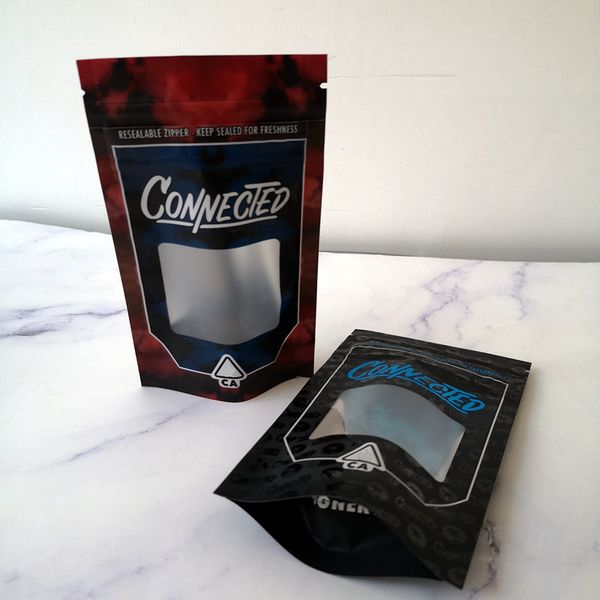 RESEALABLE ZIPPER - KEEP SEALED FOR FRESHNESS
CONNECTED
CA
CONNECTED
CA